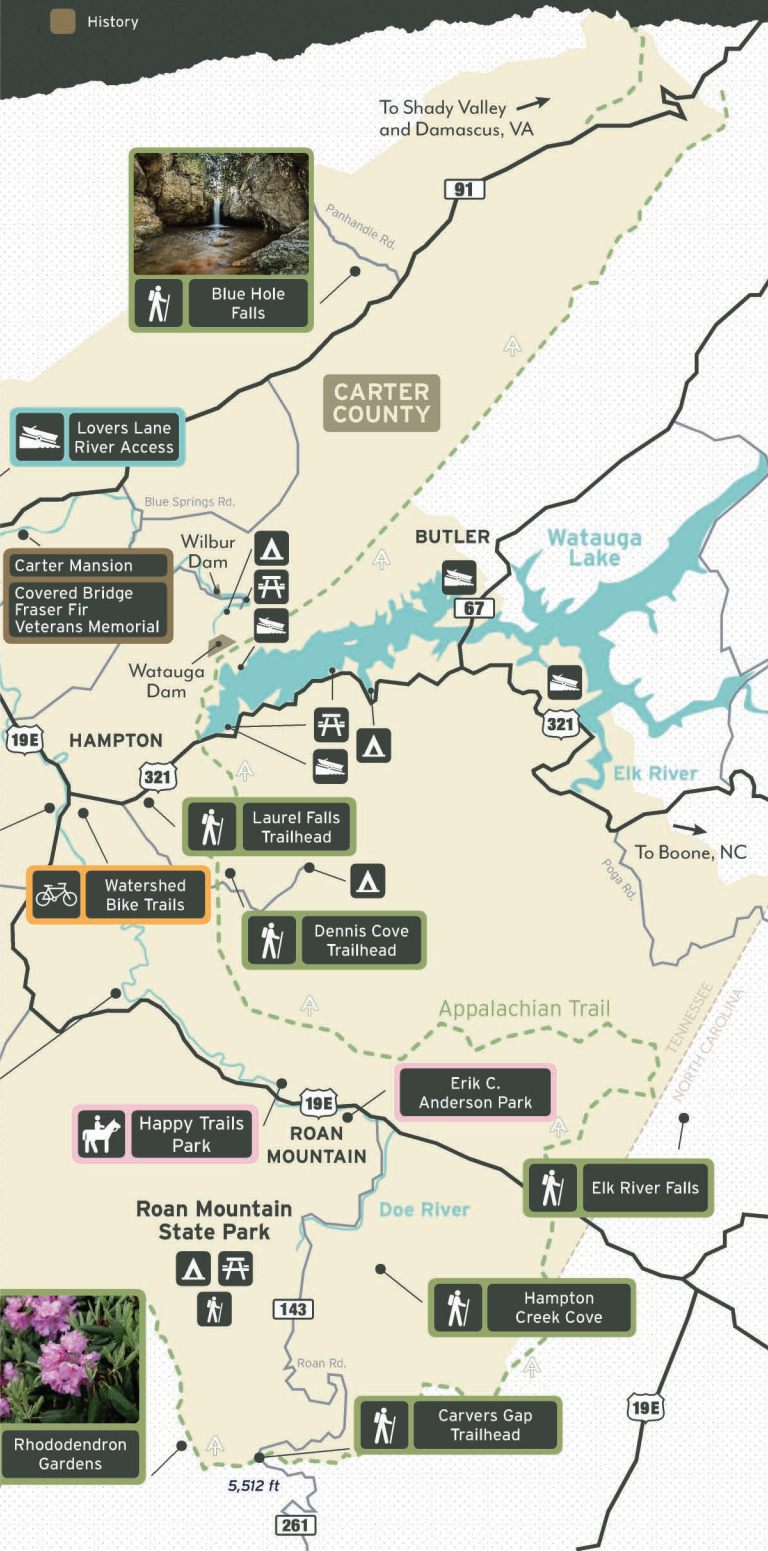 History
To Shady Valley
and Damascus, VA
91
Panhandle Rd.
Blue Hole
Falls
CARTER
COUNTY
Lovers Lane
River Access
Blue Springs Rd.
Wilbur
Dam
BUTLER
Watauga
Lake
Carter Mansion
Covered Bridge
Fraser Fir
Veterans Memorial
67
Watauga
Dam
19E
HAMPTON
321
321
Elk River
Laurel Falls
Trailhead
To Boone, NC
Poga Rd.
Watershed
Bike Trails
Dennis Cove
Trailhead
Appalachian Trail
TENNESSEE
NORTH CAROLINA
Erik C.
Anderson Park
19E
Happy Trails
Park
ROAN
MOUNTAIN
Elk River Falls
Roan Mountain
State Park
Doe River
Hampton
Creek Cove
143
Roan Rd.
19E
Carvers Gap
Trailhead
Rhododendron
Gardens
5,512 ft
261